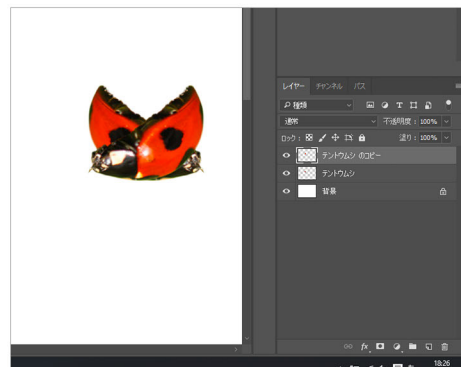 レイヤー チャンネル パス
種類
通常 不透明度: 100%
ロック: 塗り: 100%
テントウムシ のコピー
テントウムシ
背景
fx
18:26